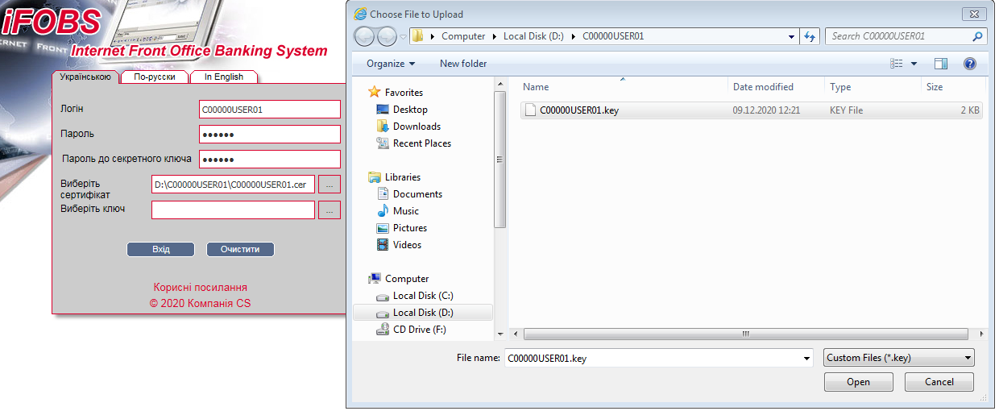 iFOBS
Internet Front Office Banking System
Українською
По-русски
In English
Логін
C00000USER01
Пароль
••••••
Пароль до секретного ключа
••••••
Виберіть
сертифікат
D:\C00000USER01\C00000USER01.cer
...
Виберіть ключ
...
Вхід
Очистити
Корисні посилання
© 2020 Компанія CS
Choose File to Upload
Computer
Local Disk (D:)
C00000USER01
Search C00000USER01
Organize
New folder
Favorites
Desktop
Downloads
Recent Places
Libraries
Documents
Music
Pictures
Videos
Computer
Local Disk (C:)
Local Disk (D:)
CD Drive (F:)
Name
Date modified
Type
Size
C00000USER01.key
09.12.2020 12:21
KEY File
2 KB
File name:
C00000USER01.key
Custom Files (*.key)
Open
Cancel